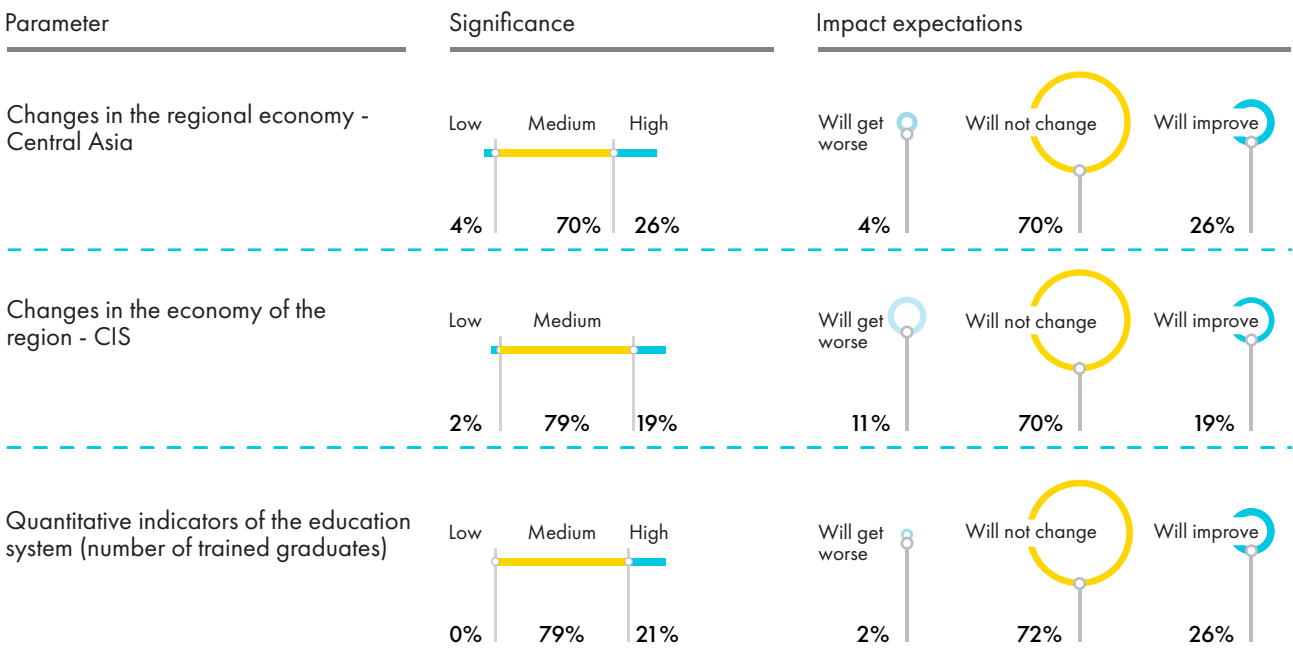 Parameter
Significance
Impact expectations
Changes in the regional economy -
Central Asia
Low
Medium
High
4%
70%
26%
Will get
worse
Will not change
Will improve
4%
70%
26%
Changes in the economy of the
region - CIS
Low
Medium
2%
79%
19%
Will get
worse
Will not change
Will improve
11%
70%
19%
Quantitative indicators of the education
system (number of trained graduates)
Low
Medium
High
0%
79%
21%
Will get
worse
Will not change
Will improve
2%
72%
26%